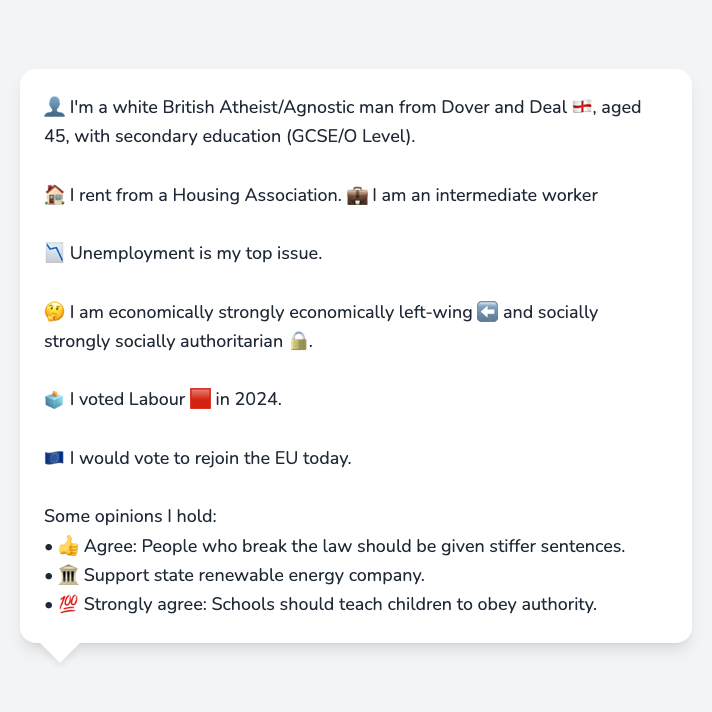 👤 I'm a white British Atheist/Agnostic man from Dover and Deal 🏴󠁧󠁢󠁥󠁮󠁧󠁿, aged
45, with secondary education (GCSE/O Level).
🏠 I rent from a Housing Association. 💼 I am an intermediate worker
📉 Unemployment is my top issue.
🤔 I am economically strongly economically left-wing ⬅️ and socially
strongly socially authoritarian 🔒.
🗳️ I voted Labour 🟥 in 2024.
🇪🇺 I would vote to rejoin the EU today.
Some opinions I hold:
• 👍 Agree: People who break the law should be given stiffer sentences.
• 🏛️ Support state renewable energy company.
• 💯 Strongly agree: Schools should teach children to obey authority.